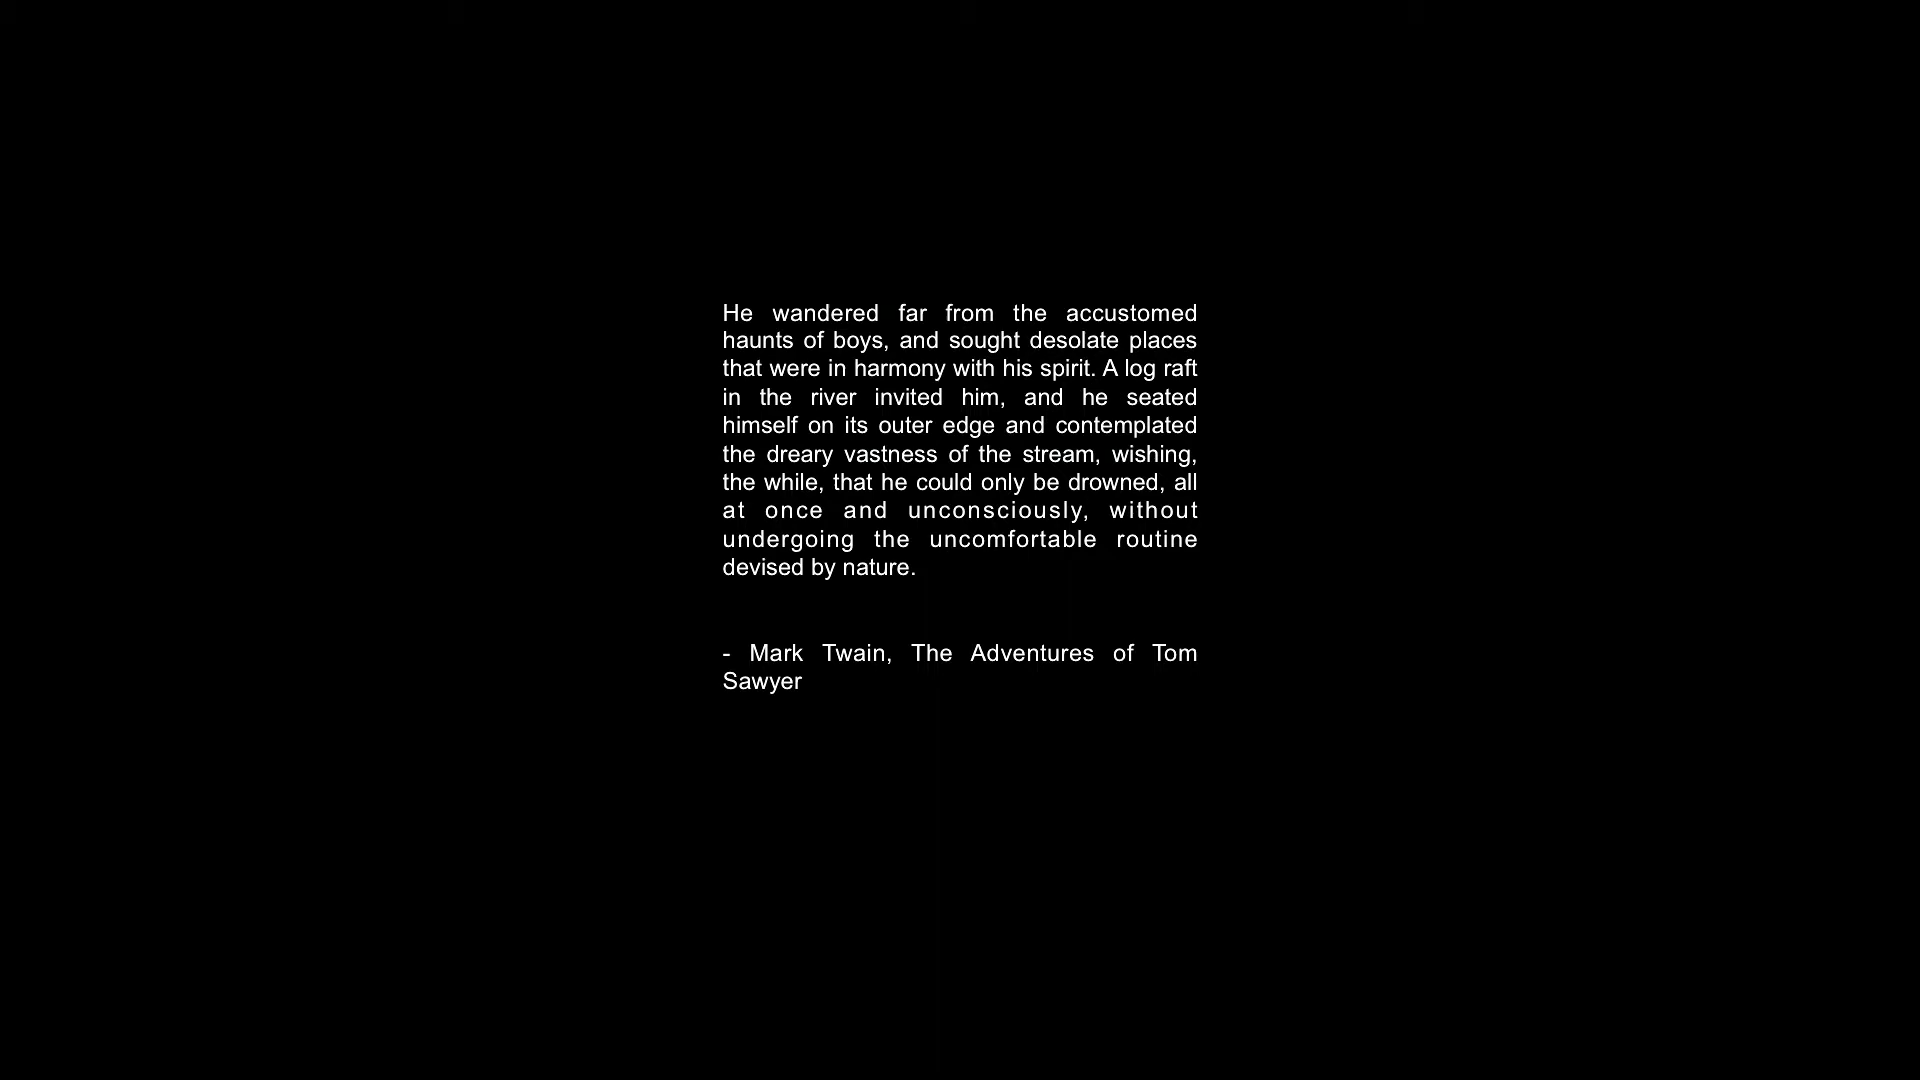 He wandered far from the accustomed
haunts of boys, and sought desolate places
that were in harmony with his spirit. A log raft
in the river invited him, and he seated
himself on its outer edge and contemplated
the dreary vastness of the stream, wishing,
the while, that he could only be drowned, all
at once and unconsciously, without
undergoing the uncomfortable routine
devised by nature.
- Mark Twain, The Adventures of Tom
Sawyer